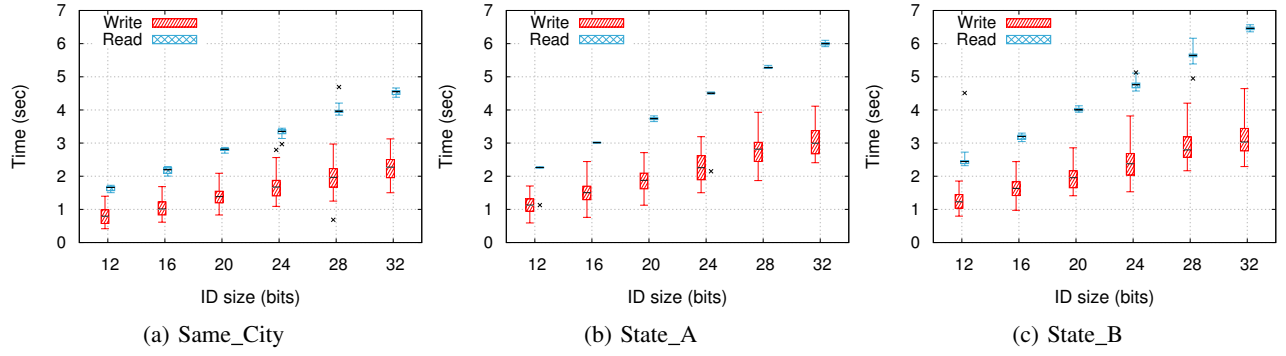 Time (sec)
7
6
5
4
3
2
1
0
Write
Read
12 16 20 24 28 32
ID size (bits)
(a) Same_City
Time (sec)
7
6
5
4
3
2
1
0
Write
Read
12 16 20 24 28 32
ID size (bits)
(b) State_A
Time (sec)
7
6
5
4
3
2
1
0
Write
Read
12 16 20 24 28 32
ID size (bits)
(c) State_B